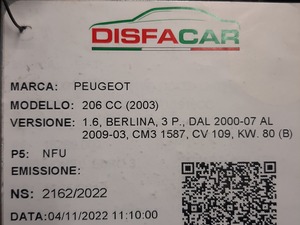 DISFACAR
MARCA: PEUGEOT
MODELLO: 206 CC (2003)
VERSIONE: 1.6, BERLINA, 3 P., DAL 2000-07 AL
2009-03, CM3 1587, CV 109, KW. 80 (B)
P5: NFU
EMISSIONE:
NS: 2162/2022
DATA:04/11/2022 11:10:00